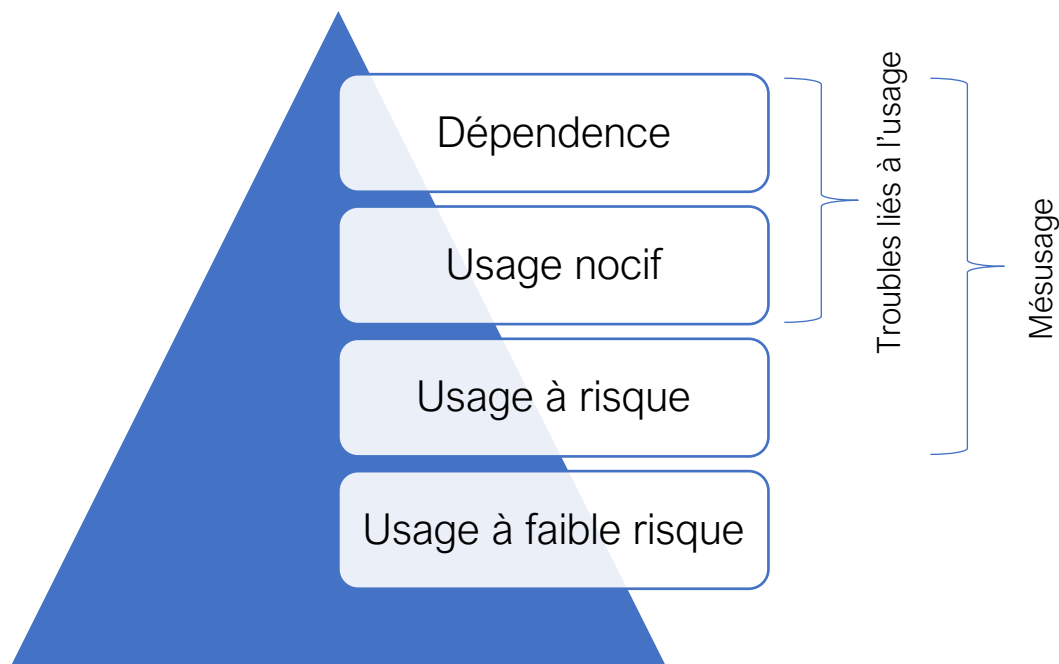 Dépendence
Usage nocif
Usage à risque
Usage à faible risque
Troubles liés à l'usage
Mésusage